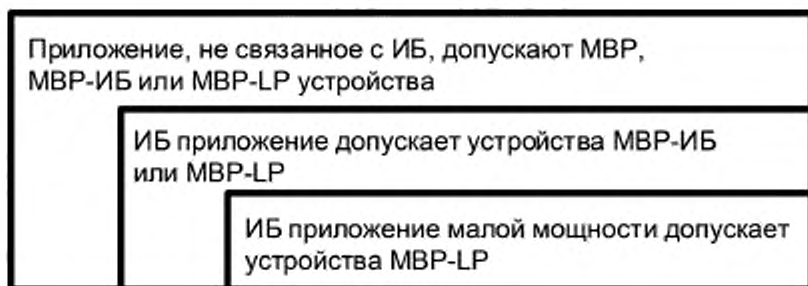 Приложение, не связанное с ИБ, допускают МВР,
МВР-ИБ или МВР-LP устройства
ИБ приложение допускает устройства МВР-ИБ
или МВР-LP
ИБ приложение малой мощности допускает
устройства МВР-LP